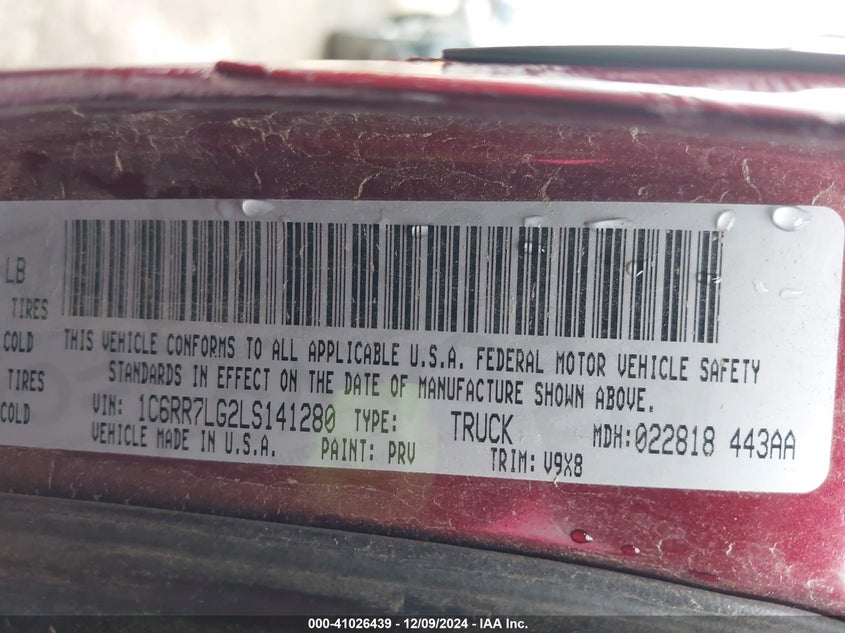 LB
TIRES
COLD THIS VEHICLE CONFORMS TO ALL APPLICABLE U.S.A. FEDERAL MOTOR VEHICLE SAFETY
TIRES STANDARDS IN EFFECT ON THE DATE OF MANUFACTURE SHOWN ABOVE.
COLD VIN: 1C6RR7LG2LS141280 TYPE: TRUCK MDH:022818 443AA
VEHICLE MADE IN U.S.A. PAINT: PRV TRIM: V9X8
000-41026439 - 12/09/2024 - IAA Inc.